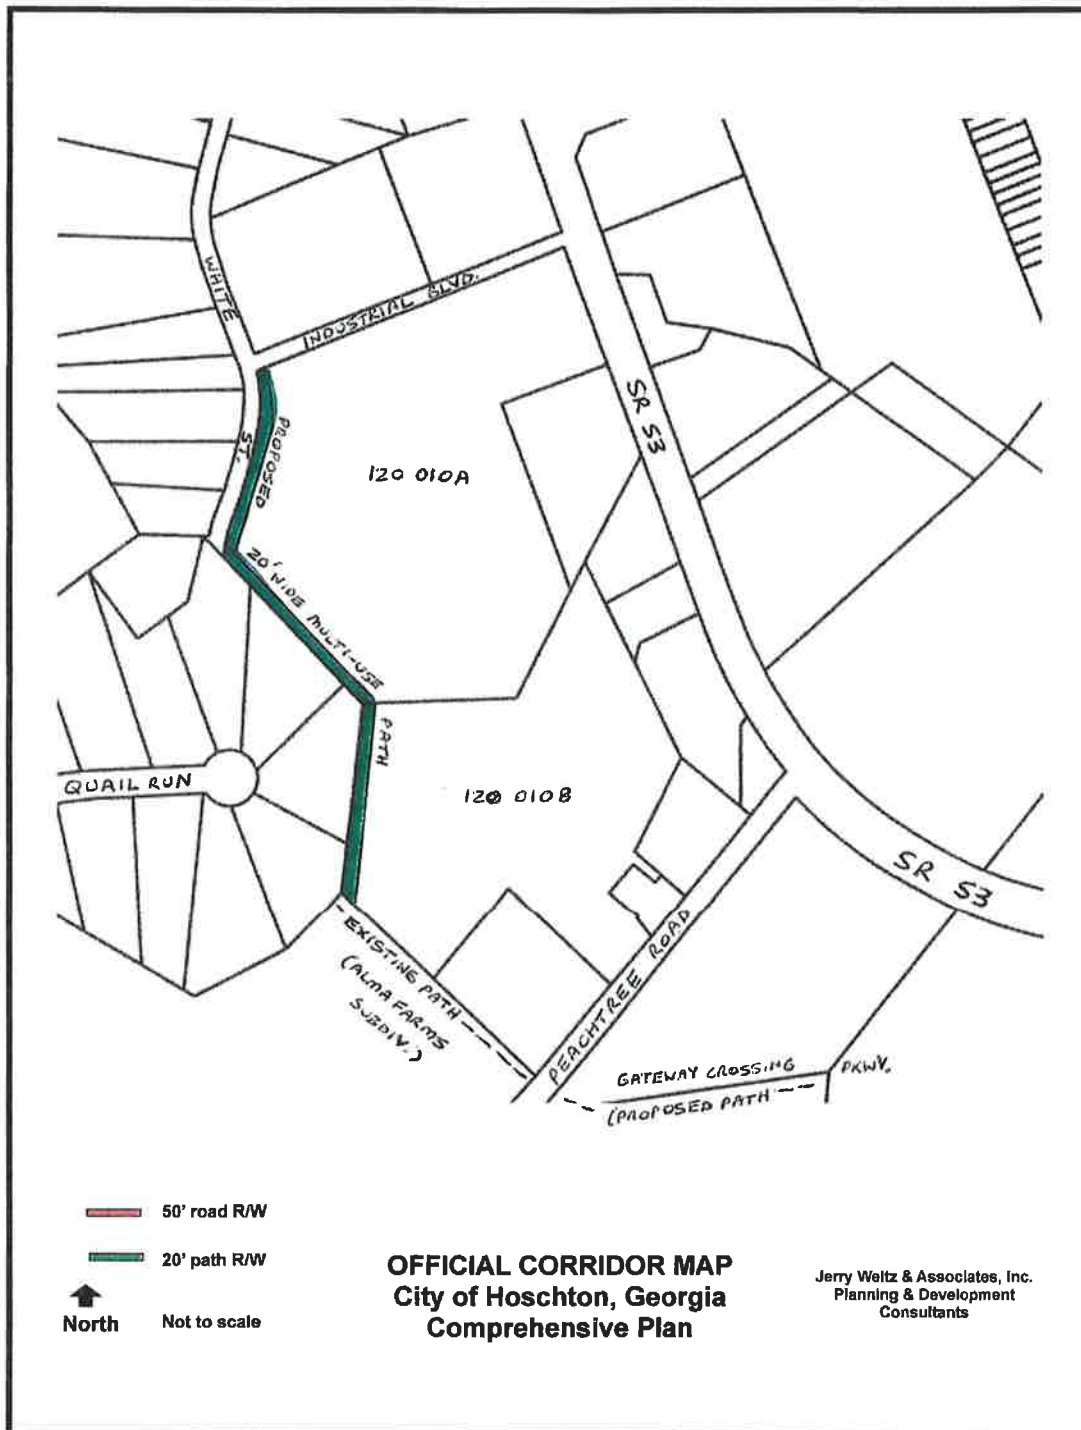 WHITE
ST.
INDUSTRIAL BLVD.
SR 53
PROPOSED
20' WIDE MULTI-USE
PATH
120 010A
QUAIL RUN
120 010B
SR 53
EXISTING PATH
(ALMA FARMS
SUBDIV.)
PEACHTREE ROAD
GATEWAY CROSSING
PKWY.
(PROPOSED PATH
50' road R/W
20' path R/W
North
Not to scale
OFFICIAL CORRIDOR MAP
City of Hoschton, Georgia
Comprehensive Plan
Jerry Weitz & Associates, Inc.
Planning & Development
Consultants